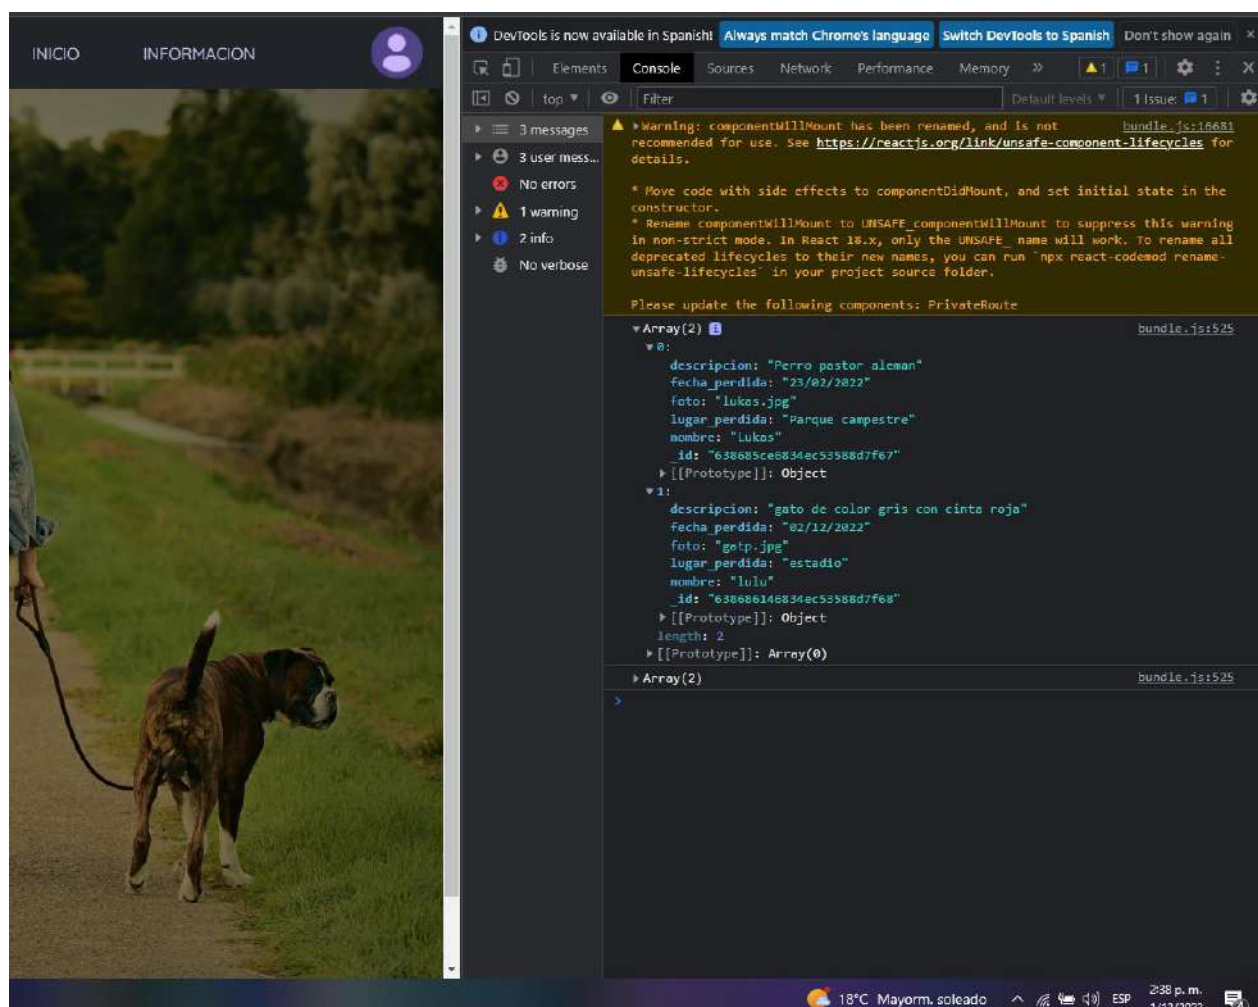 INICIO
INFORMACION
DevTools is now available in Spanish! Always match Chrome's language Switch DevTools to Spanish Don't show again ×
Elements Console Sources Network Performance Memory » 1 1
top ▼ Filter Default levels ▼ 1 Issue: 1
3 messages
3 user mess...
No errors
1 warning
2 info
No verbose
Warning: componentWillMount has been renamed, and is not bundle.js:16681
recommended for use. See https://reactjs.org/link/unsafe-component-lifecycles for
details.
* Move code with side effects to componentDidMount, and set initial state in the
constructor.
* Rename componentWillMount to UNSAFE_componentWillMount to suppress this warning
in non-strict mode. In React 18.x, only the UNSAFE_ name will work. To rename all
deprecated lifecycles to their new names, you can run `npx react-codemod rename-
unsafe-lifecycles` in your project source folder.
Please update the following components: PrivateRoute
▼Array(2) bundle.js:525
▼0:
descripcion: "Perro pastor aleman"
fecha_perdida: "23/02/2022"
foto: "lukas.jpg"
lugar_perdida: "Parque campestre"
nombre: "Lukas"
_id: "638685ce6834ec53588d7f67"
▶[[Prototype]]: Object
▼1:
descripcion: "gato de color gris con cinta roja"
fecha_perdida: "02/12/2022"
foto: "gatp.jpg"
lugar_perdida: "estadio"
nombre: "lulu"
_id: "638686146834ec53588d7f68"
▶[[Prototype]]: Object
length: 2
▶[[Prototype]]: Array(0)
▶Array(2) bundle.js:525
>
18°C Mayorm. soleado ESP 2:38 p. m.